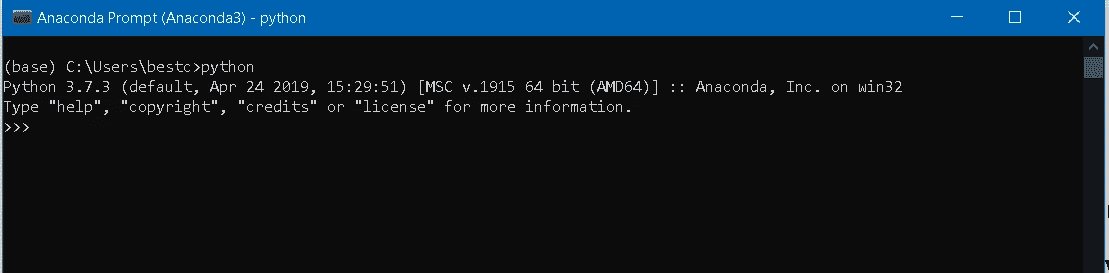 Anaconda Prompt (Anaconda3) - python
(base) C:\Users\bestc>python
Python 3.7.3 (default, Apr 24 2019, 15:29:51) [MSC v.1915 64 bit (AMD64)] :: Anaconda, Inc. on win32
Type "help", "copyright", "credits" or "license" for more information.
>>>